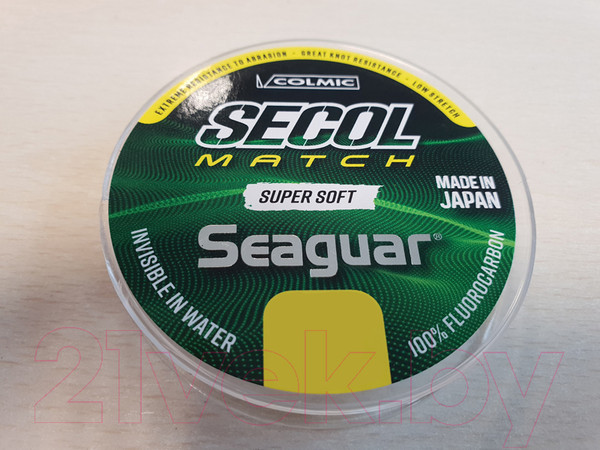 EXTREME RESISTANCE TO ABRASION - GREAT KNOT RESISTANCE - LOW STRETCH
COLMIC
SECOL
MATCH
SUPER SOFT
MADE IN
JAPAN
Seaguar®
INVISIBLE IN WATER
100% FLUOROCARBON
21vek.by